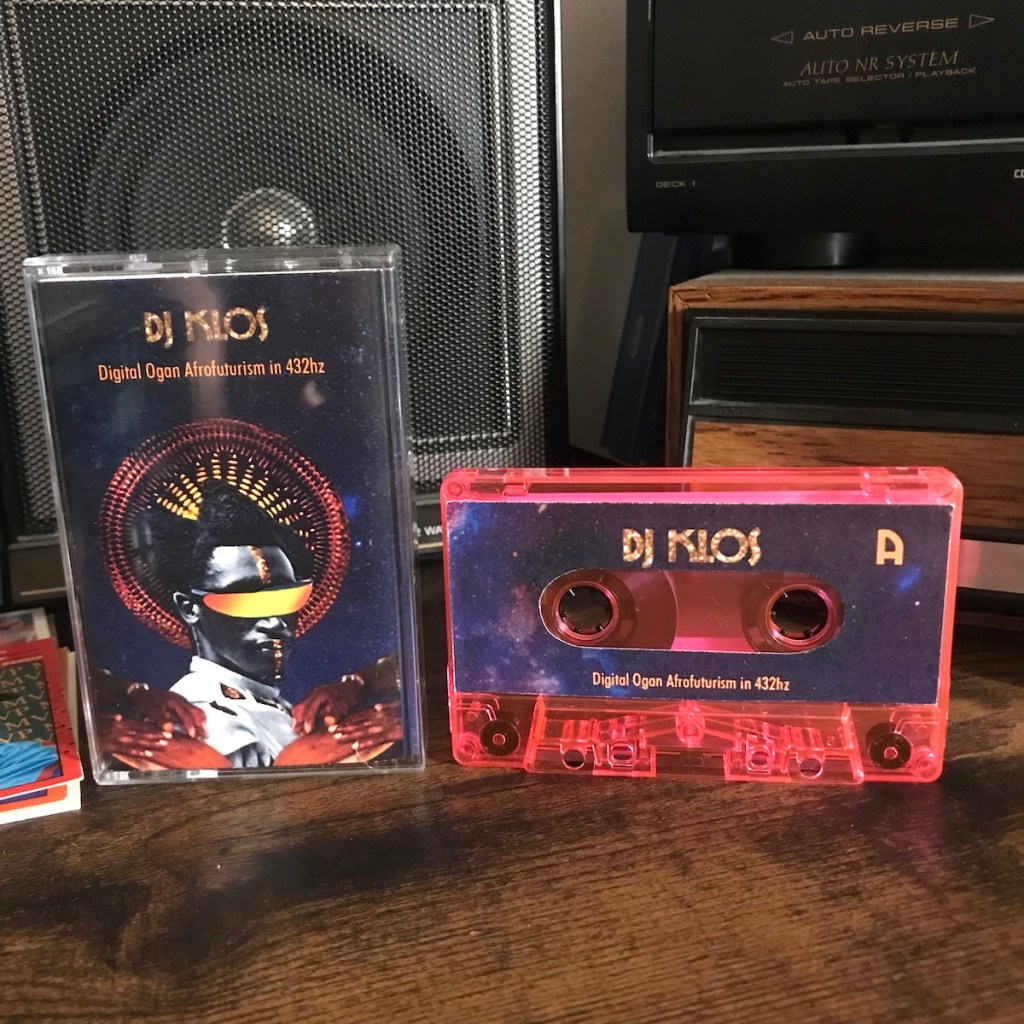 AUTO REVERSE
AUTO NR SYSTEM
AUTO TAPE SELECTOR / PLAYBACK
DECK 1
DJ KLOS
Digital Ogan Afrofuturism in 432hz
DJ KLOS
A
Digital Ogan Afrofuturism in 432hz